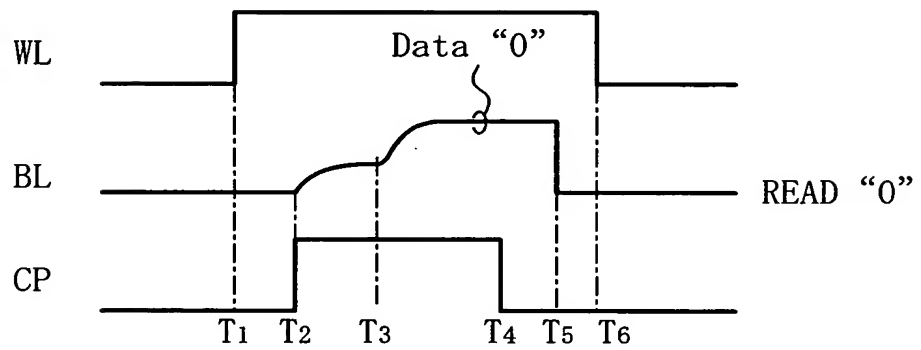 WL
Data “0”
BL
READ “0”
CP
T1 T2 T3 T4 T5 T6